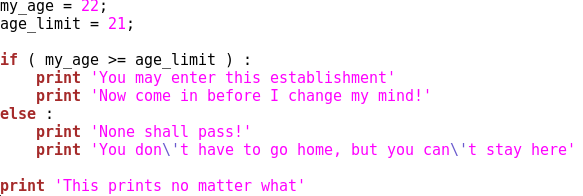 my_age = 22;
age_limit = 21;
if ( my_age >= age_limit ) :
    print 'You may enter this establishment'
    print 'Now come in before I change my mind!'
else :
    print 'None shall pass!'
    print 'You don\'t have to go home, but you can\'t stay here'
print 'This prints no matter what'